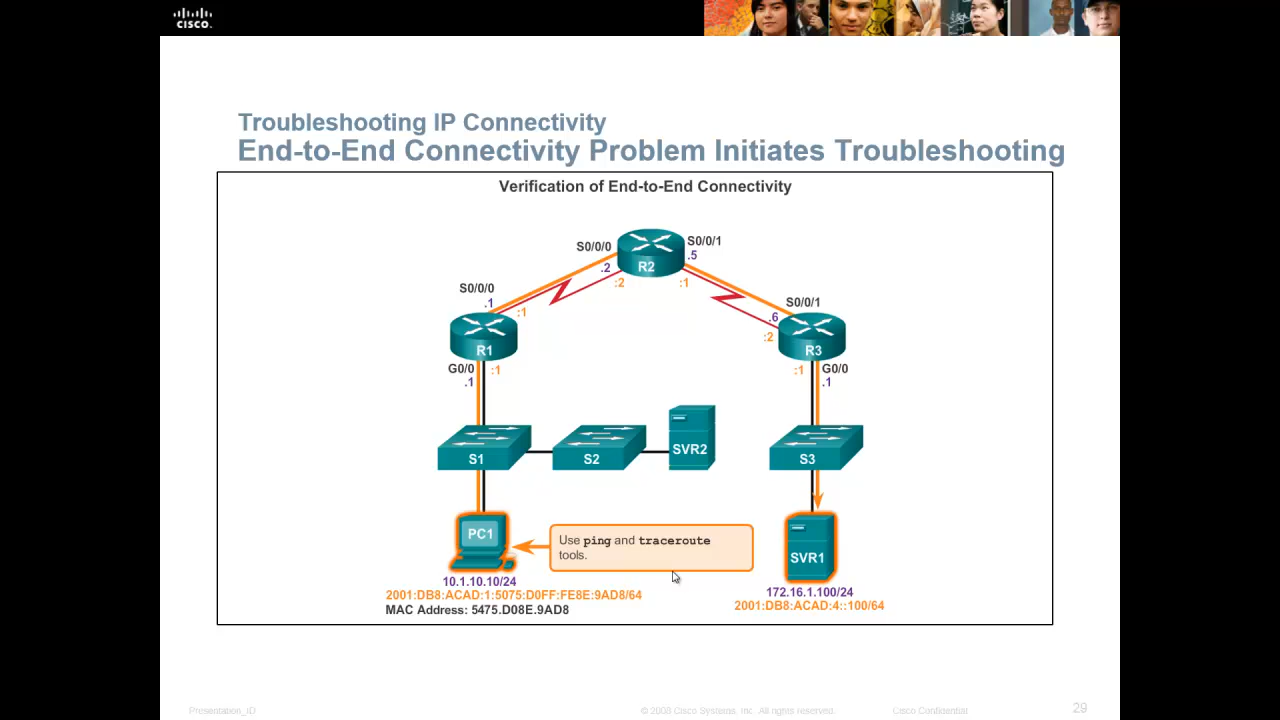 CISCO.
Troubleshooting IP Connectivity
End-to-End Connectivity Problem Initiates Troubleshooting
Verification of End-to-End Connectivity
S0/0/0
S0/0/1
R2
.5
.2
:2
:1
S0/0/0
.1
:1
S0/0/1
.6
:2
R1
R3
G0/0
:1
.1
:1
G0/0
.1
S1
S2
SVR2
S3
PC1
Use ping and traceroute
tools.
SVR1
10.1.10.10/24
2001:DB8:ACAD:1:5075:D0FF:FE8E:9AD8/64
MAC Address: 5475.D08E.9AD8
172.16.1.100/24
2001:DB8:ACAD:4::100/64
Presentation_ID
© 2008 Cisco Systems, Inc. All rights reserved.
Cisco Confidential
29